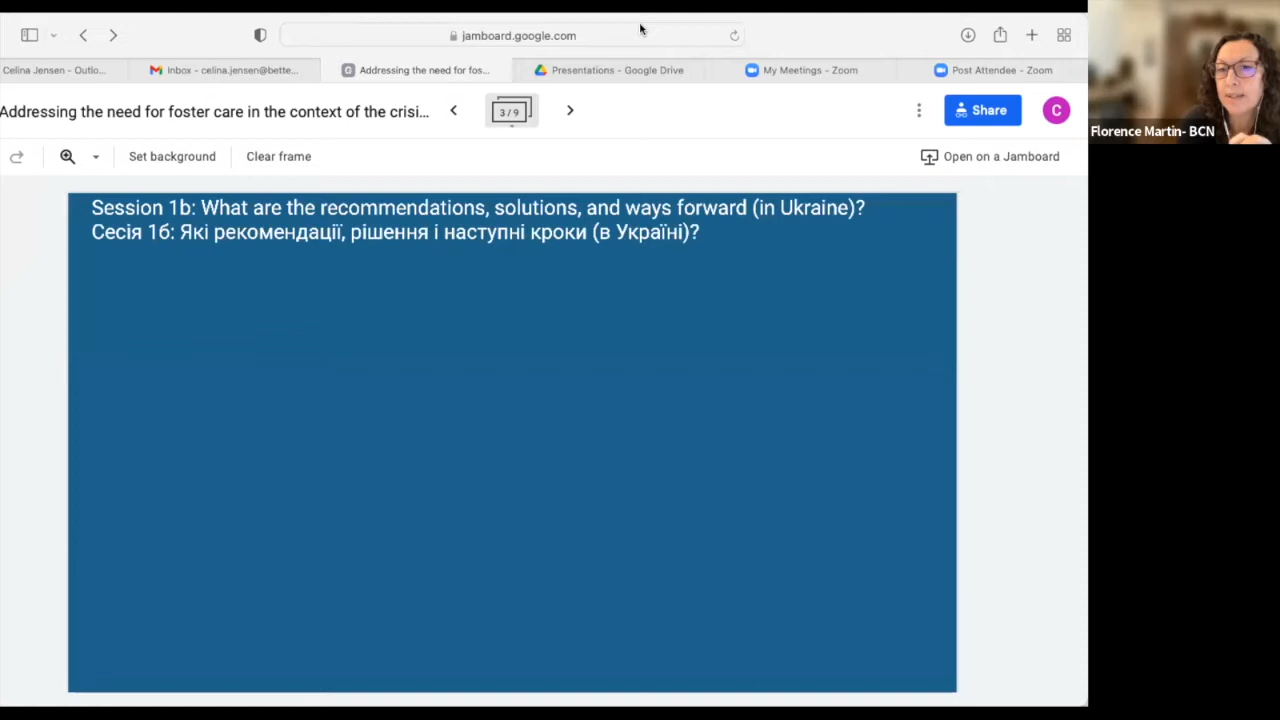 jamboard.google.com
Celina Jensen - Outlo...
Inbox - celina.jensen@bette...
Addressing the need for fos...
Presentations - Google Drive
My Meetings - Zoom
Post Attendee - Zoom
Addressing the need for foster care in the context of the crisi...
3 / 9
Share
C
Florence Martin- BCN
Set background
Clear frame
Open on a Jamboard
Session 1b: What are the recommendations, solutions, and ways forward (in Ukraine)?
Сесія 1б: Які рекомендації, рішення і наступні кроки (в Україні)?